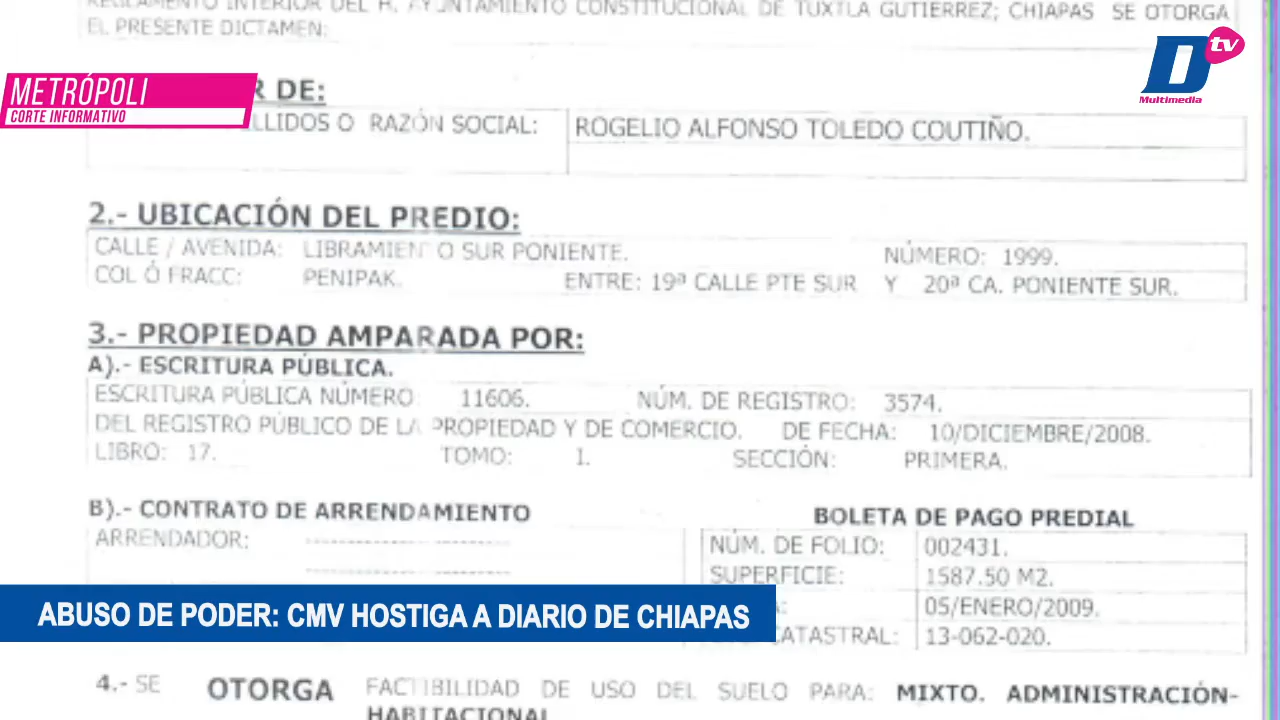 REGLAMENTO INTERIOR DEL H. AYUNTAMIENTO CONSTITUCIONAL DE TUXTLA GUTIERREZ; CHIAPAS SE OTORGA
EL PRESENTE DICTAMEN:
Dtv
Multimedia
METRÓPOLI
CORTE INFORMATIVO
R DE:
ELLIDOS O RAZÓN SOCIAL: ROGELIO ALFONSO TOLEDO COUTIÑO.
2.- UBICACIÓN DEL PREDIO:
CALLE / AVENIDA: LIBRAMIENTO SUR PONIENTE. NÚMERO: 1999.
COL Ó FRACC: PENIPAK. ENTRE: 19ª CALLE PTE SUR Y 20ª CA. PONIENTE SUR.
3.- PROPIEDAD AMPARADA POR:
A).- ESCRITURA PÚBLICA.
ESCRITURA PÚBLICA NÚMERO 11606. NÚM. DE REGISTRO: 3574.
DEL REGISTRO PÚBLICO DE LA PROPIEDAD Y DE COMERCIO. DE FECHA: 10/DICIEMBRE/2008.
LIBRO: 17. TOMO: I. SECCIÓN: PRIMERA.
B).- CONTRATO DE ARRENDAMIENTO BOLETA DE PAGO PREDIAL
ARRENDADOR: NÚM. DE FOLIO: 002431.
SUPERFICIE: 1587.50 M2.
A: 05/ENERO/2009.
CATASTRAL: 13-062-020.
ABUSO DE PODER: CMV HOSTIGA A DIARIO DE CHIAPAS
4.- SE OTORGA FACTIBILIDAD DE USO DEL SUELO PARA: MIXTO. ADMINISTRACIÓN-
HABITACIONAL